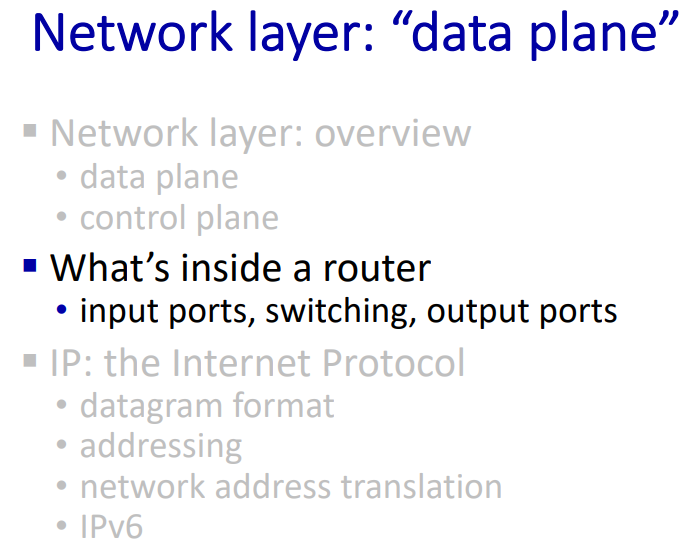 Network layer: “data plane”
▪ Network layer: overview
• data plane
• control plane
▪ What’s inside a router
• input ports, switching, output ports
▪ IP: the Internet Protocol
• datagram format
• addressing
• network address translation
• IPv6